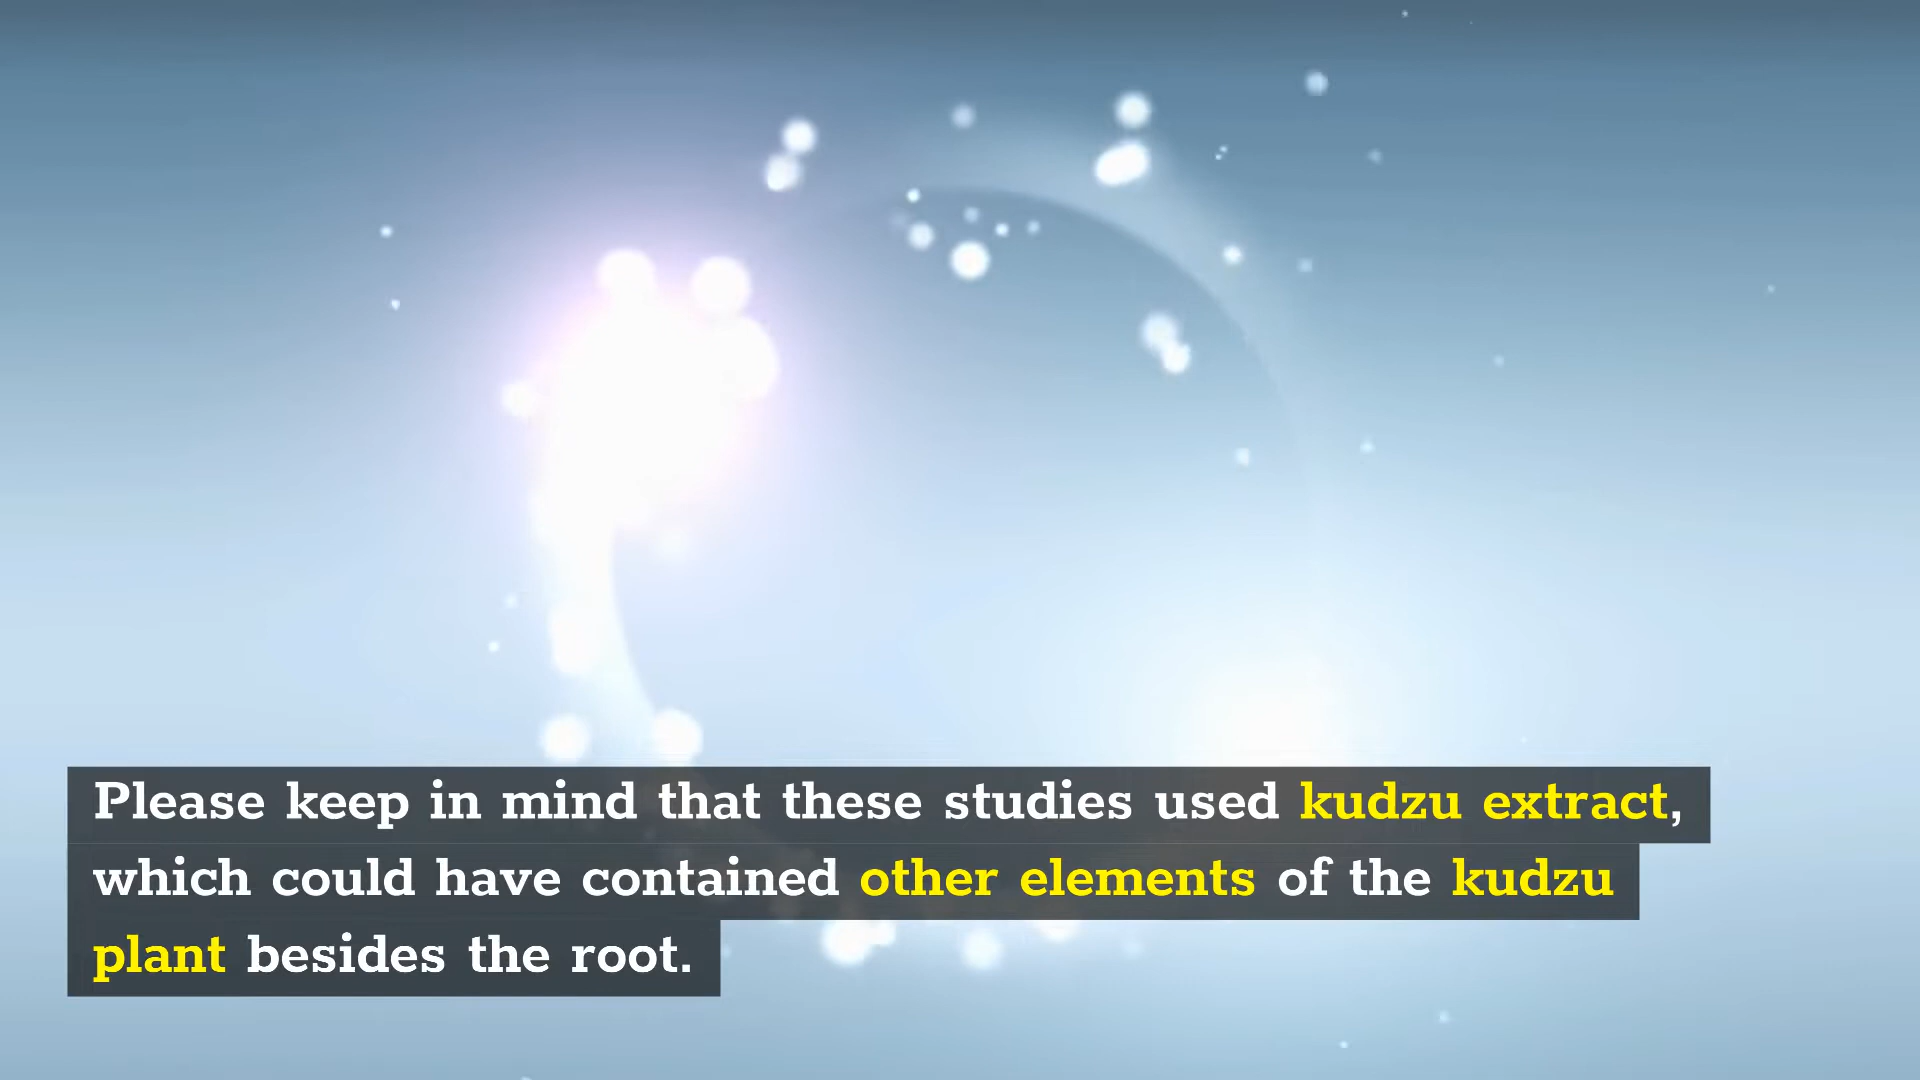 Please keep in mind that these studies used kudzu extract,
which could have contained other elements of the kudzu
plant besides the root.